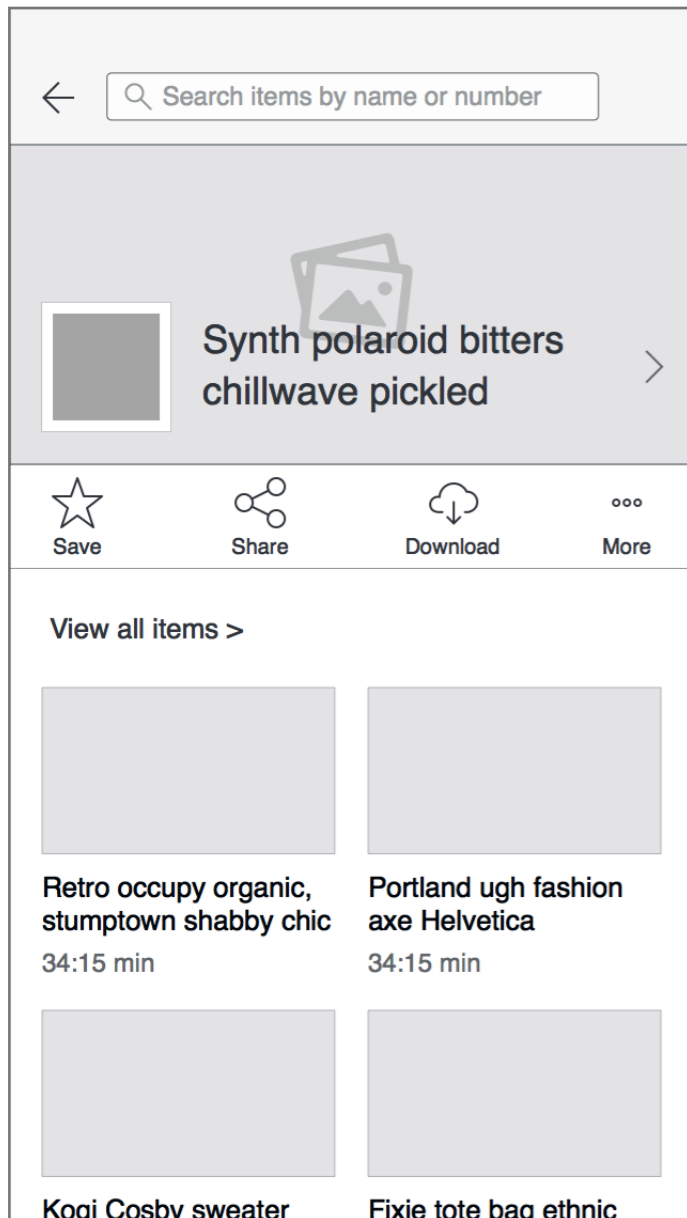 Search items by name or number
Synth polaroid bitters
chillwave pickled
Save
Share
Download
More
View all items >
Retro occupy organic,
stumptown shabby chic
34:15 min
Portland ugh fashion
axe Helvetica
34:15 min
Kogi Cosby sweater
Fixie tote bag ethnic